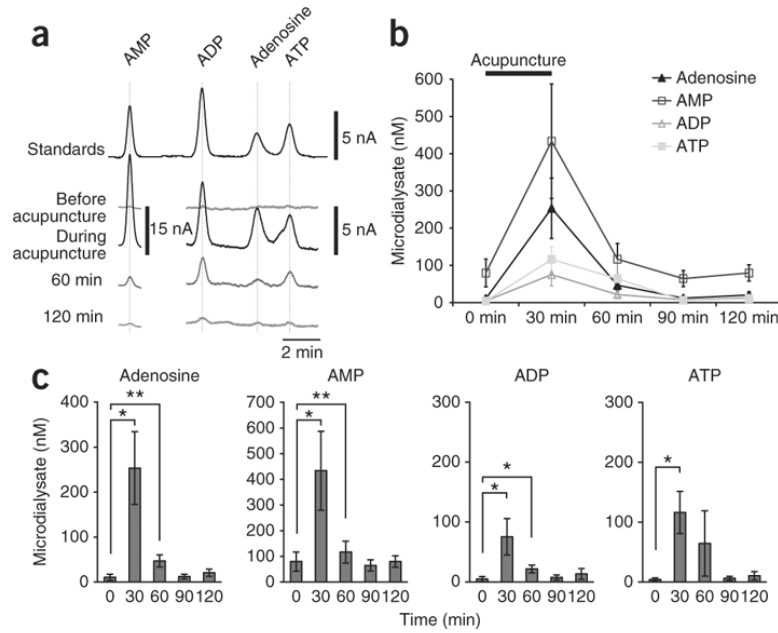 a
AMP
ADP
Adenosine
ATP
Standards
5 nA
Before
acupuncture
During
acupuncture
15 nA
5 nA
60 min
120 min
2 min
b
Acupuncture
Adenosine
AMP
ADP
ATP
Microdialysate (nM)
600
500
400
300
200
100
0
0 min 30 min 60 min 90 min 120 min
c
Adenosine
Microdialysate (nM)
400
300
200
100
0
**
*
0 30 60 90 120
AMP
700
600
500
400
300
200
100
0
**
*
0 30 60 90 120
ADP
300
200
100
0
*
*
0 30 60 90 120
ATP
300
200
100
0
*
0 30 60 90 120
Time (min)